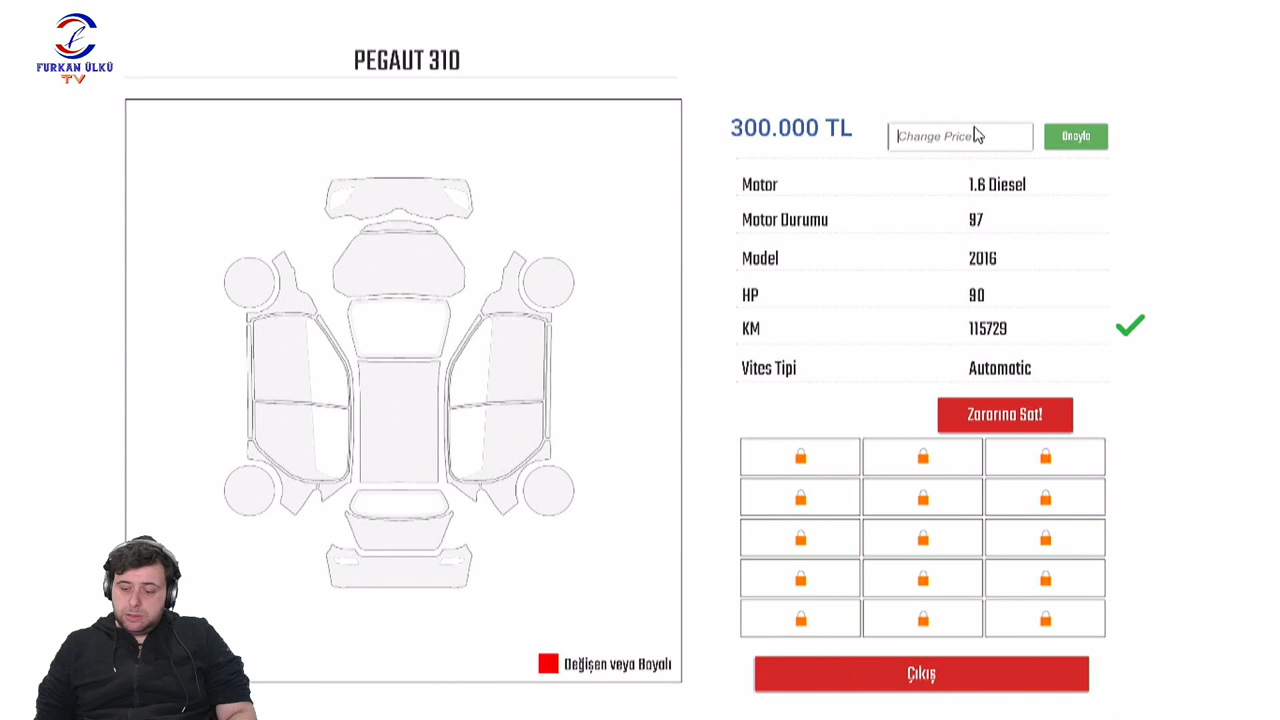 FURKAN ÜLKÜ
TV
PEGAUT 310
300.000 TL
Change Price
Onayla
Motor 1.6 Diesel
Motor Durumu 97
Model 2016
HP 90
KM 115729
Vites Tipi Automatic
Zararına Sat!
Değişen veya Boyalı
Çıkış